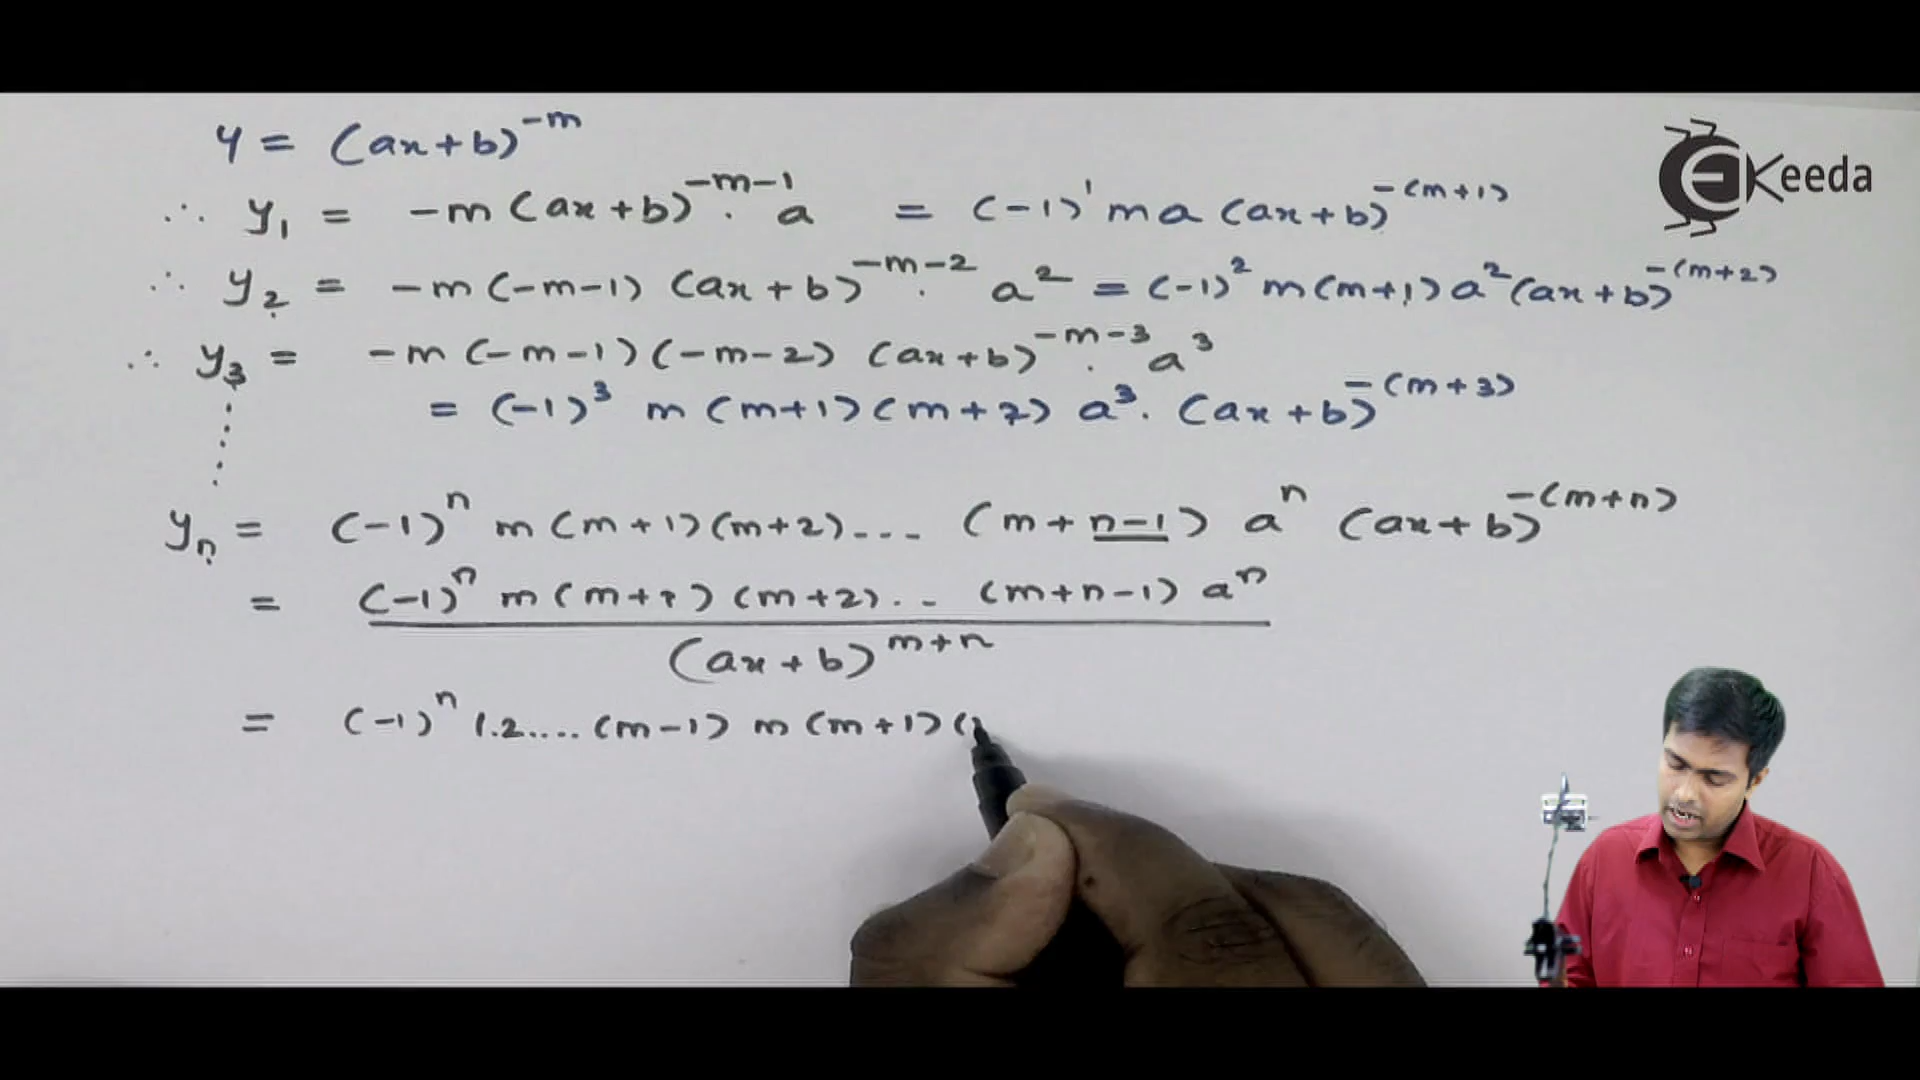 y = (ax+b)^{-m}
∴ y₁ = -m (ax+b)^{-m-1} . a = (-1)^1 m a (ax+b)^{-(m+1)}
∴ y₂ = -m (-m-1) (ax+b)^{-m-2} . a^2 = (-1)^2 m (m+1) a^2 (ax+b)^{-(m+2)}
∴ y₃ = -m (-m-1) (-m-2) (ax+b)^{-m-3} . a^3
= (-1)^3 m (m+1) (m+2) a^3 . (ax+b)^{-(m+3)}
yₙ = (-1)^n m (m+1) (m+2) --- (m+n-1) a^n (ax+b)^{-(m+n)}
= (-1)^n m (m+1) (m+2) .. - (m+n-1) a^n
(ax+b)^{m+n}
= (-1)^n 1.2.... (m-1) m (m+1) (
EKeeda